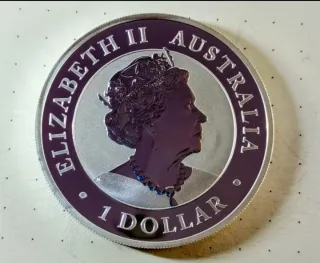 ELIZABETH II AUSTRALIA
• 1 DOLLAR •